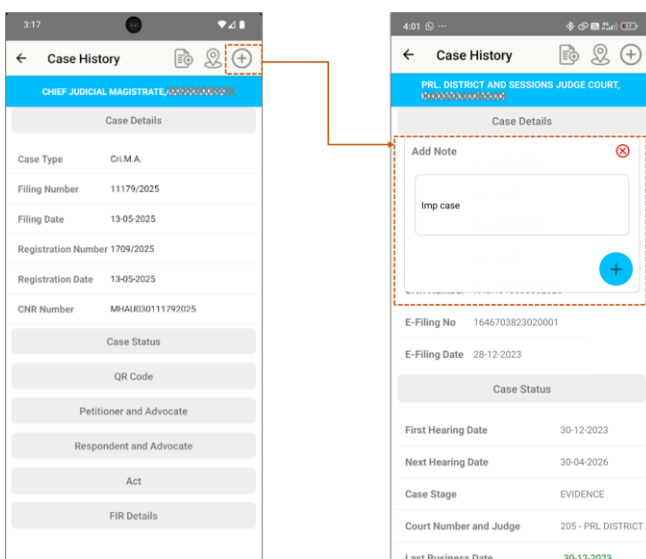 3:17
Case History
CHIEF JUDICIAL MAGISTRATE,
Case Details
Case Type Cri.M.A.
Filing Number 11179/2025
Filing Date 13-05-2025
Registration Number 1709/2025
Registration Date 13-05-2025
CNR Number MHAU030111792025
Case Status
QR Code
Petitioner and Advocate
Respondent and Advocate
Act
FIR Details
4:01
Case History
PRL. DISTRICT AND SESSIONS JUDGE COURT,
Case Details
Add Note
Imp case
E-Filing No 1646703823020001
E-Filing Date 28-12-2023
Case Status
First Hearing Date 30-12-2023
Next Hearing Date 30-04-2026
Case Stage EVIDENCE
Court Number and Judge 205 - PRL DISTRICT
Last Business Date 30-12-2023